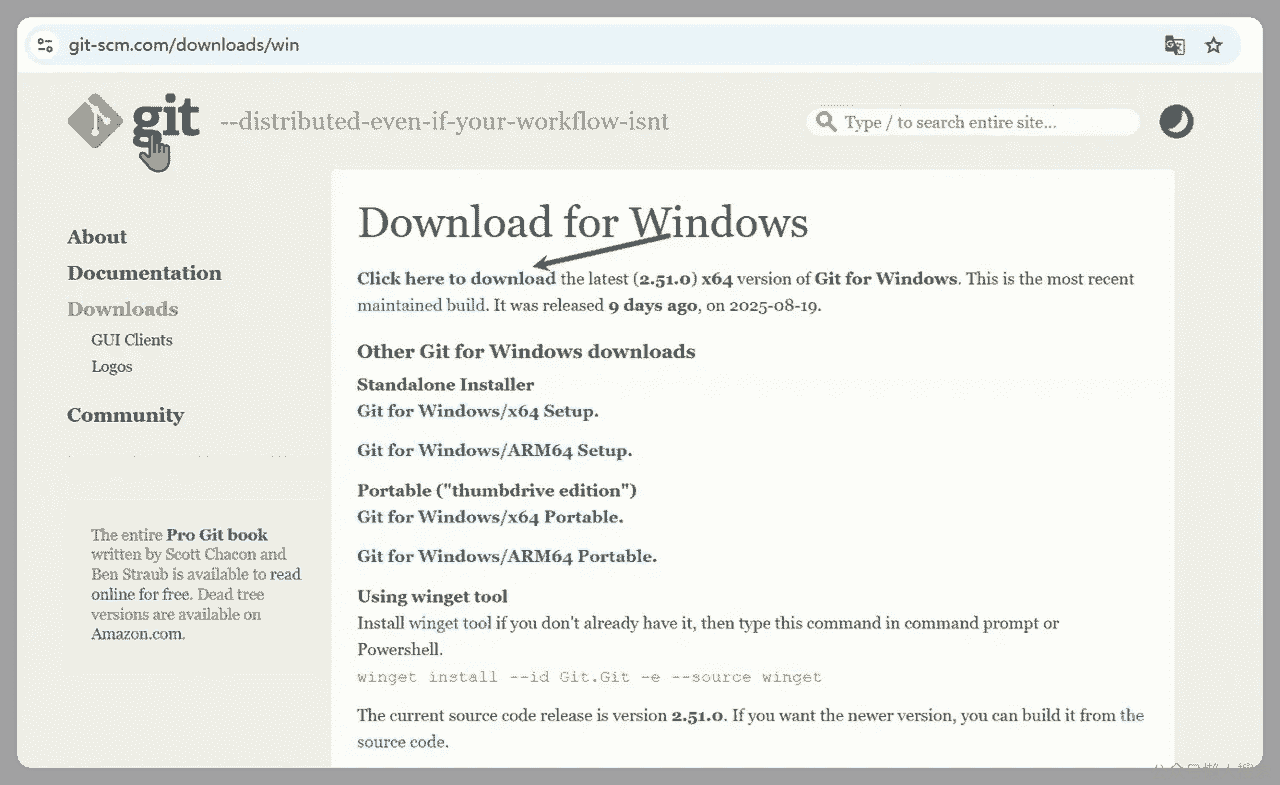 git-scm.com/downloads/win
git --distributed-even-if-your-workflow-isnt
Type / to search entire site...
About
Documentation
Downloads
GUI Clients
Logos
Community
The entire Pro Git book
written by Scott Chacon and
Ben Straub is available to read
online for free. Dead tree
versions are available on
Amazon.com.
Download for Windows
Click here to download the latest (2.51.0) x64 version of Git for Windows. This is the most recent
maintained build. It was released 9 days ago, on 2025-08-19.
Other Git for Windows downloads
Standalone Installer
Git for Windows/x64 Setup.
Git for Windows/ARM64 Setup.
Portable ("thumbdrive edition")
Git for Windows/x64 Portable.
Git for Windows/ARM64 Portable.
Using winget tool
Install winget tool if you don't already have it, then type this command in command prompt or
Powershell.
winget install --id Git.Git -e --source winget
The current source code release is version 2.51.0. If you want the newer version, you can build it from the
source code.